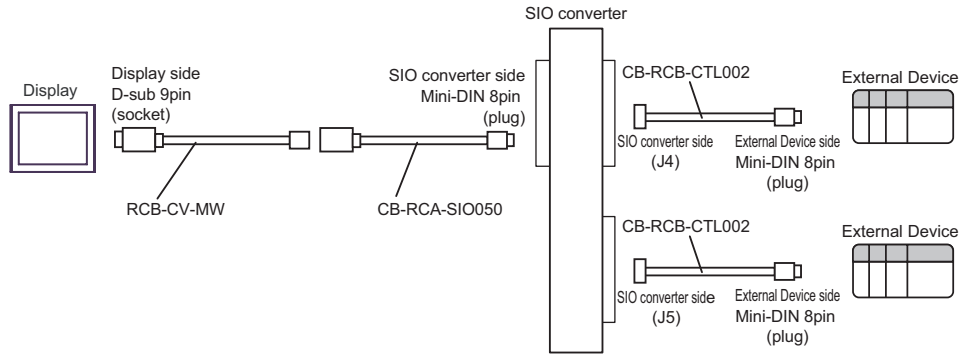 SIO converter
Display
Display side
D-sub 9pin
(socket)
RCB-CV-MW
SIO converter side
Mini-DIN 8pin
(plug)
CB-RCA-SIO050
CB-RCB-CTL002
SIO converter side
(J4)
External Device side
Mini-DIN 8pin
(plug)
External Device
CB-RCB-CTL002
SIO converter side
(J5)
External Device side
Mini-DIN 8pin
(plug)
External Device